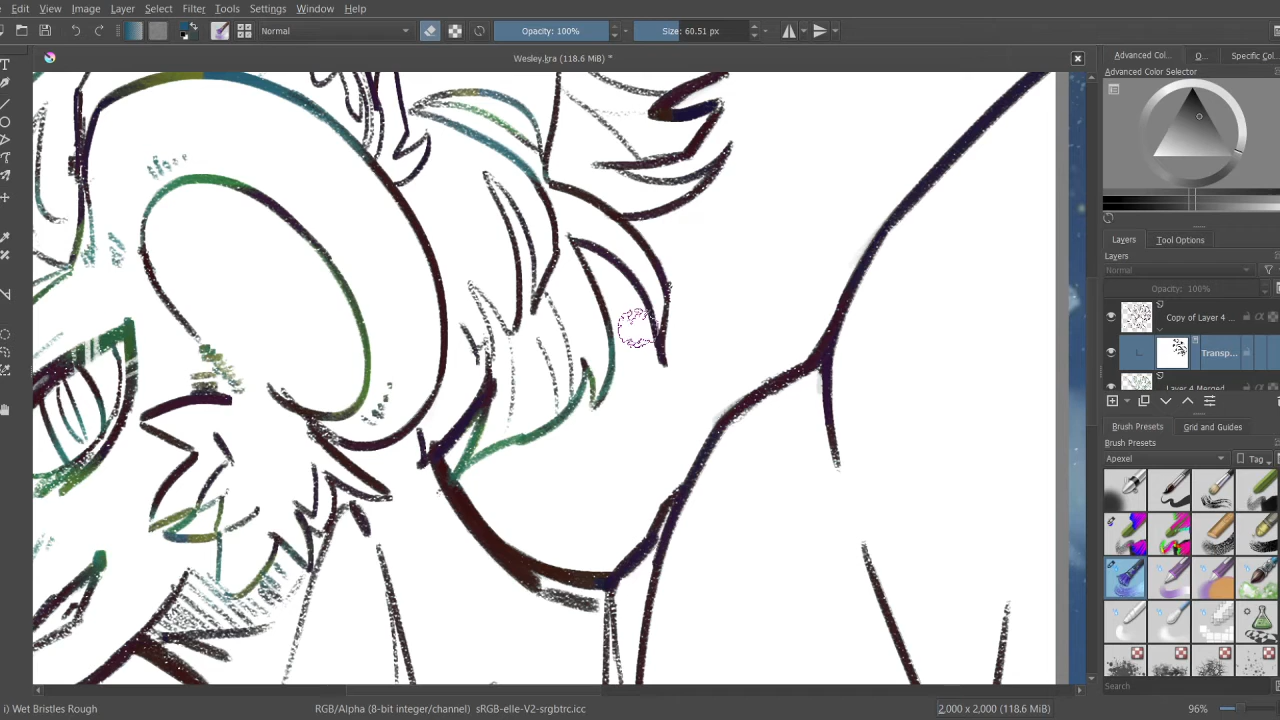 Edit View Image Layer Select Filter Tools Settings Window Help
Normal
Opacity: 100%
Size: 60.51 px
Wesley.kra (118.6 MiB) *
Advanced Col... O... Specific Col
Advanced Color Selector
Layers Tool Options
Layers
Normal
Opacity: 100%
Copy of Layer 4 ...
Transp...
Layer 4 Merged
Brush Presets Grid and Guides
Brush Presets
Apexel
Tag
Search
i) Wet Bristles Rough
RGB/Alpha (8-bit integer/channel) sRGB-elle-V2-srgbtrc.icc
2,000 x 2,000 (118.6 MiB)
96%